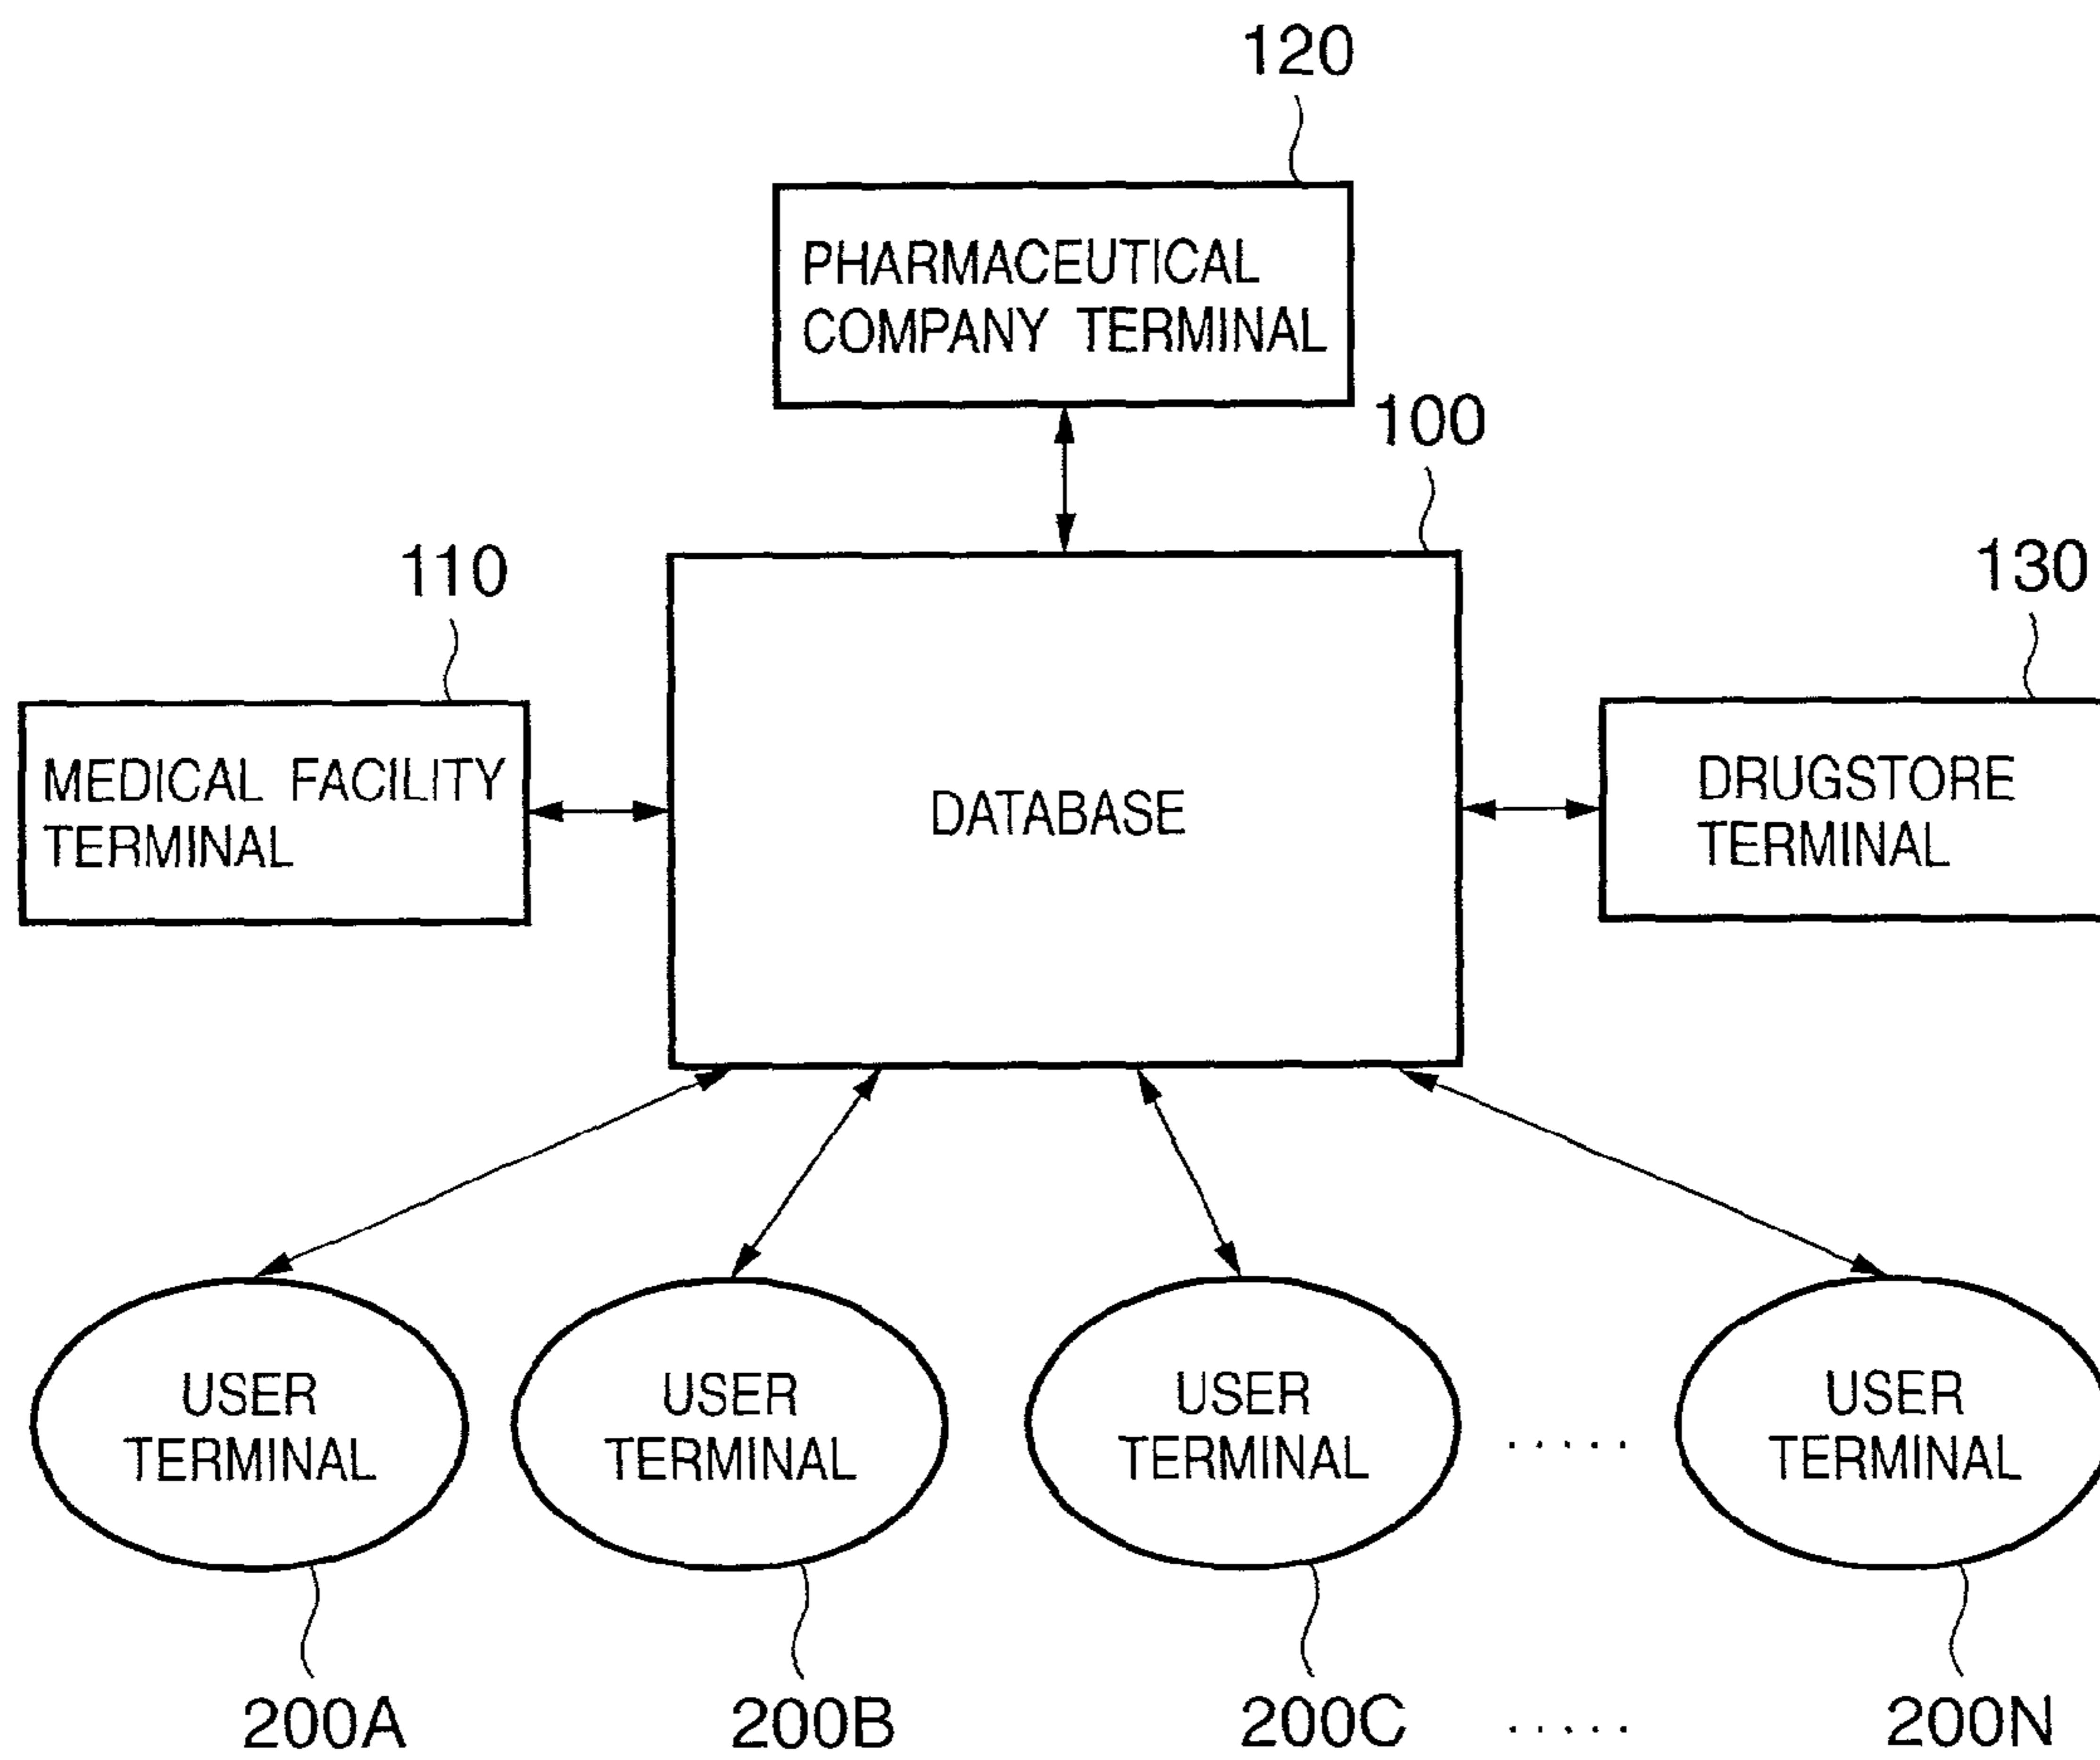 120
PHARMACEUTICAL
COMPANY TERMINAL
100
110
130
MEDICAL FACILITY
TERMINAL
DATABASE
DRUGSTORE
TERMINAL
USER
TERMINAL
USER
TERMINAL
USER
TERMINAL
.....
USER
TERMINAL
200A
200B
200C
.....
200N